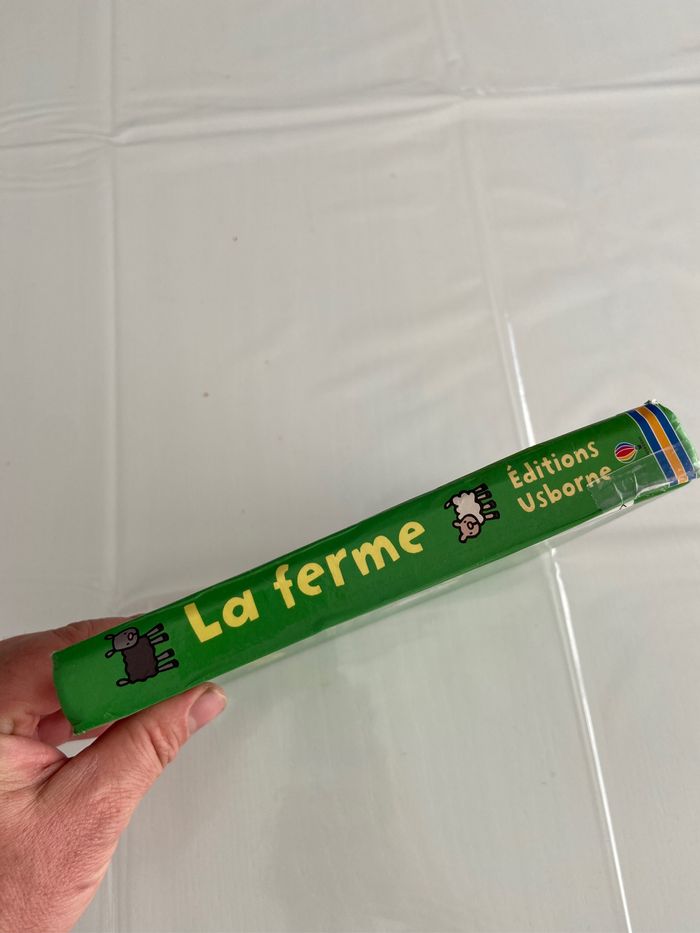 La ferme
Éditions
Usborne